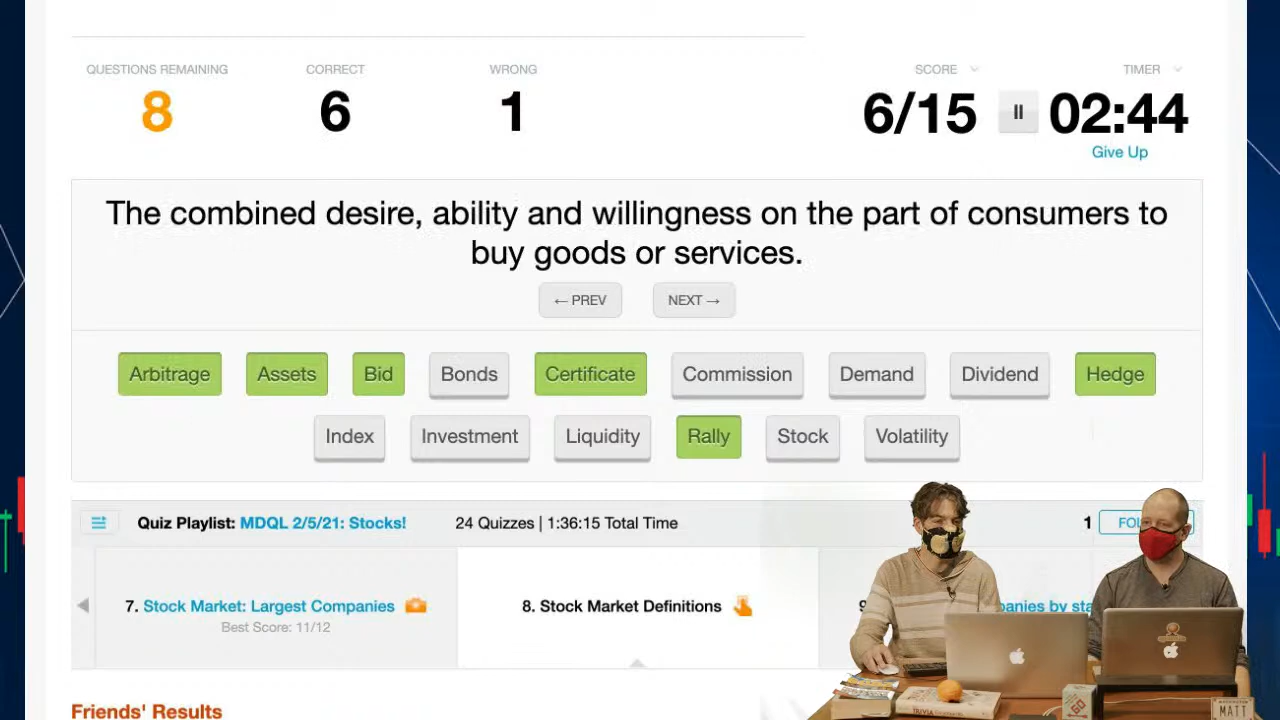 QUESTIONS REMAINING CORRECT WRONG SCORE TIMER
8 6 1 6/15 02:44
Give Up
The combined desire, ability and willingness on the part of consumers to
buy goods or services.
← PREV NEXT →
Arbitrage Assets Bid Bonds Certificate Commission Demand Dividend Hedge
Index Investment Liquidity Rally Stock Volatility
Quiz Playlist: MDQL 2/5/21: Stocks! 24 Quizzes | 1:36:15 Total Time 1
7. Stock Market: Largest Companies 8. Stock Market Definitions
Best Score: 11/12
Friends' Results
TRIVIA
MATT